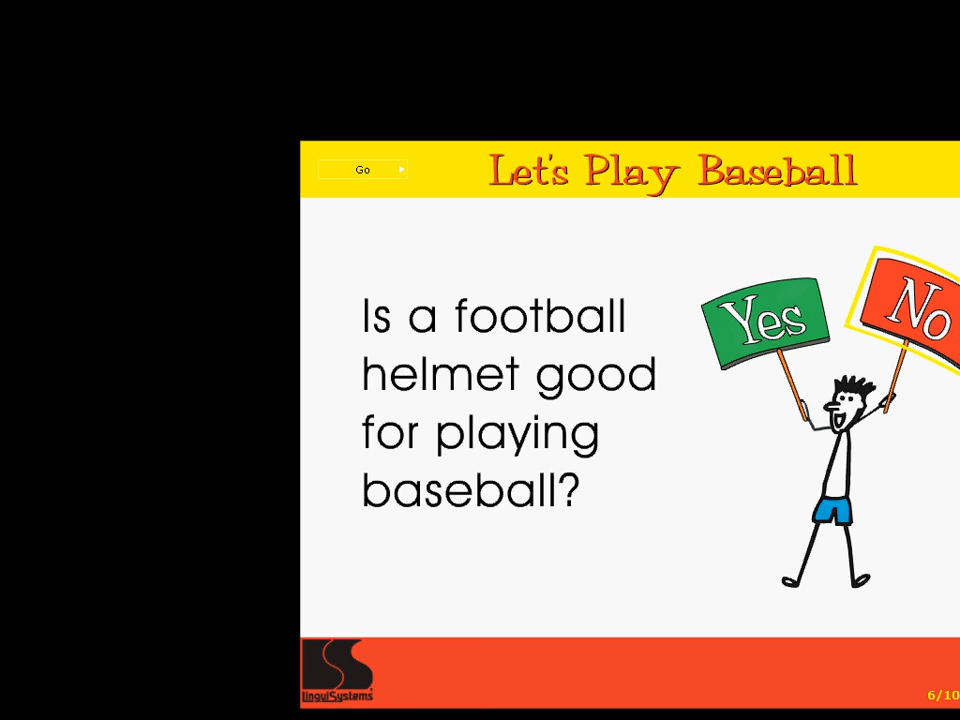 Go
Let's Play Baseball
Yes
No
Is a football
helmet good
for playing
baseball?
LinguiSystems
6/10